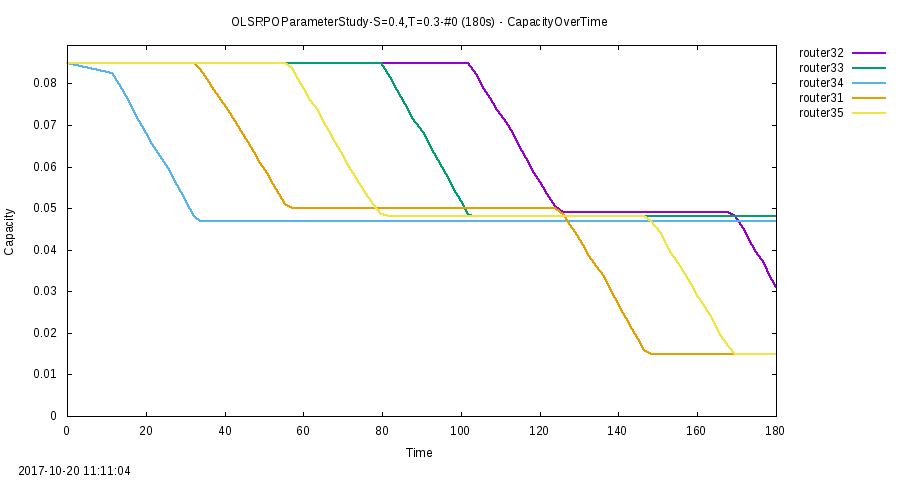 OLSRPOParameterStudy-S=0.4,T=0.3-#0 (180s) - CapacityOverTime
router32
router33
router34
router31
router35
0.08
0.07
0.06
0.05
0.04
0.03
0.02
0.01
0
Capacity
0 20 40 60 80 100 120 140 160 180
Time
2017-10-20 11:11:04